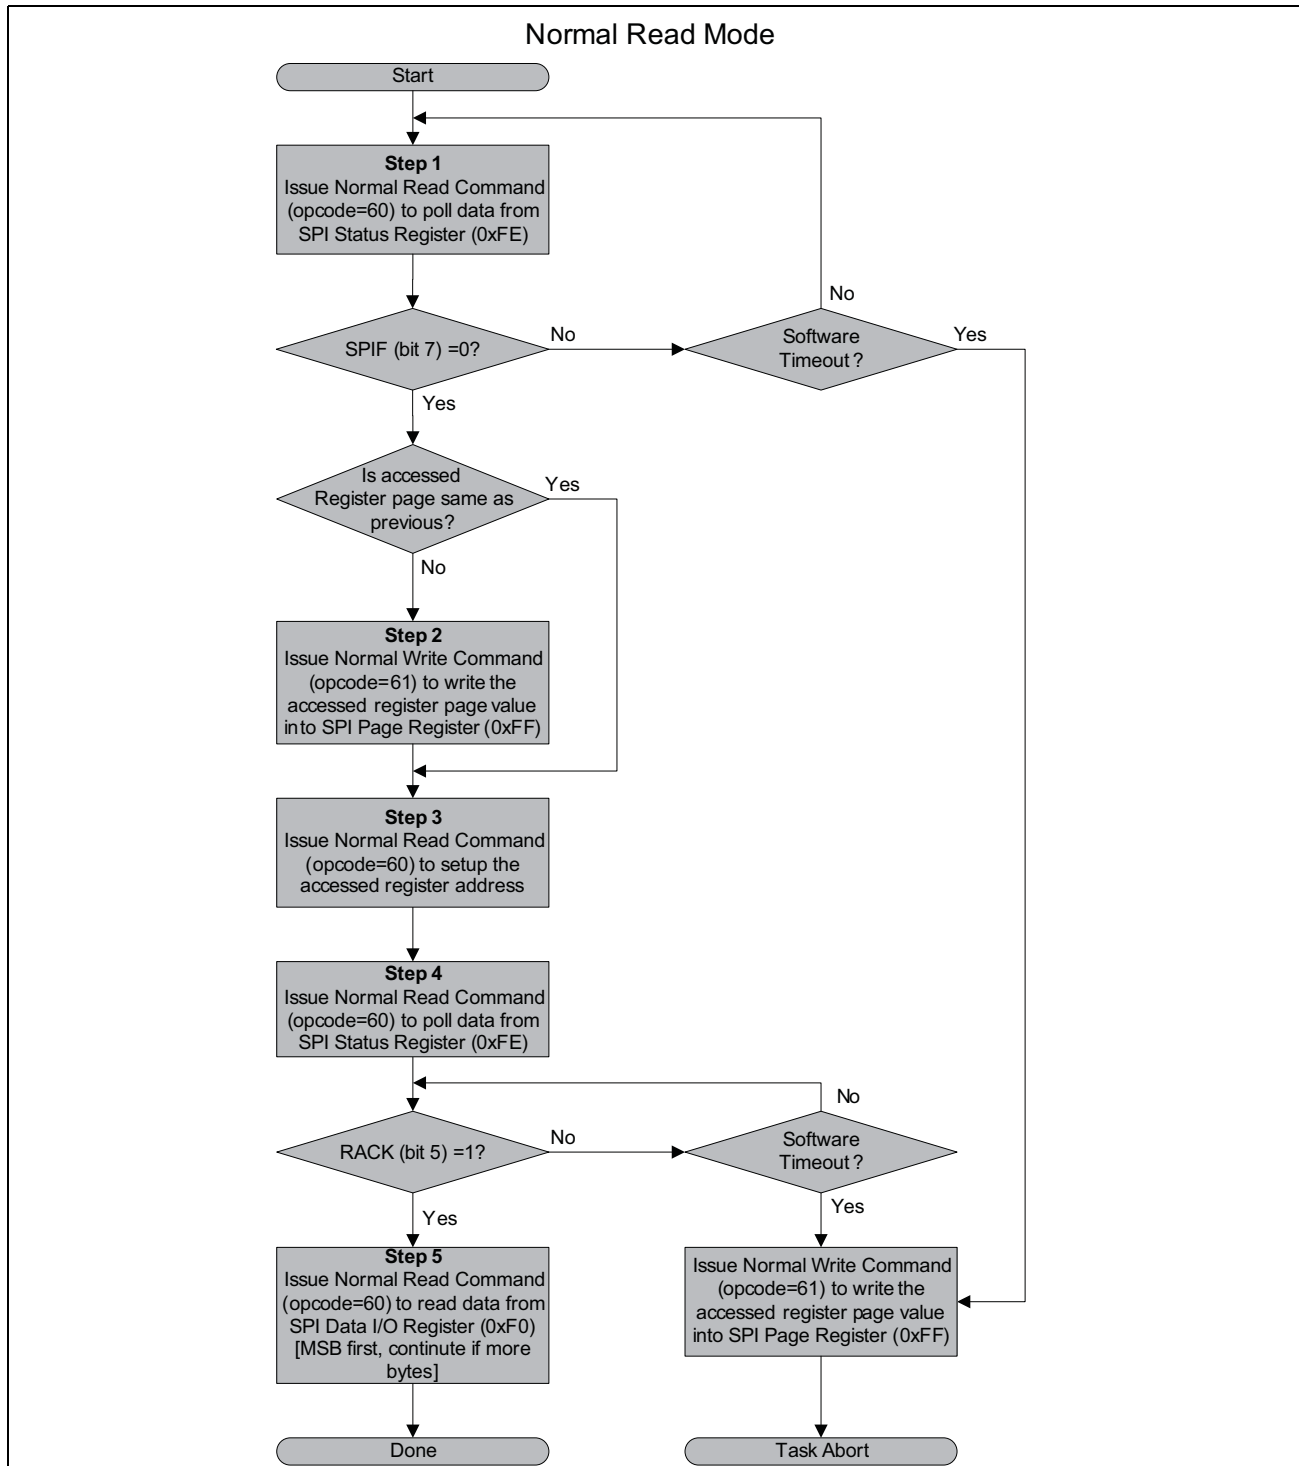 Normal Read Mode
Start
Step 1
Issue Normal Read Command
(opcode=60) to poll data from
SPI Status Register (0xFE)
No
SPIF (bit 7) =0?
No
Software
Timeout ?
Yes
Yes
Is accessed
Register page same as
previous?
Yes
No
Step 2
Issue Normal Write Command
(opcode=61) to write the
accessed register page value
into SPI Page Register (0xFF)
Step 3
Issue Normal Read Command
(opcode=60) to setup the
accessed register address
Step 4
Issue Normal Read Command
(opcode=60) to poll data from
SPI Status Register (0xFE)
No
RACK (bit 5) =1?
No
Software
Timeout ?
Yes
Yes
Step 5
Issue Normal Read Command
(opcode=60) to read data from
SPI Data I/O Register (0xF0)
[MSB first, continute if more
bytes]
Issue Normal Write Command
(opcode=61) to write the
accessed register page value
into SPI Page Register (0xFF)
Done
Task Abort